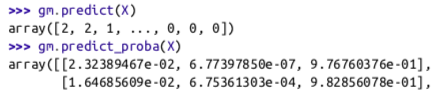 >>> gm.predict(X)
array([2, 2, 1, ..., 0, 0, 0])
>>> gm.predict_proba(X)
array([[2.32389467e-02, 6.77397850e-07, 9.76760376e-01],
[1.64685609e-02, 6.75361303e-04, 9.82856078e-01],